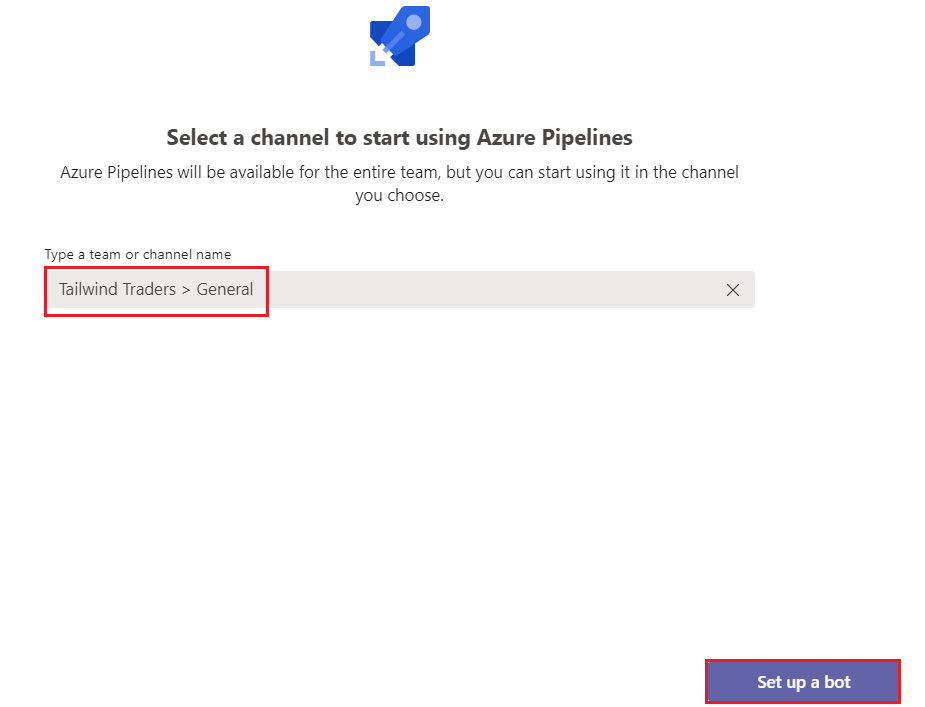 Select a channel to start using Azure Pipelines
Azure Pipelines will be available for the entire team, but you can start using it in the channel
you choose.
Type a team or channel name
Tailwind Traders > General
Set up a bot